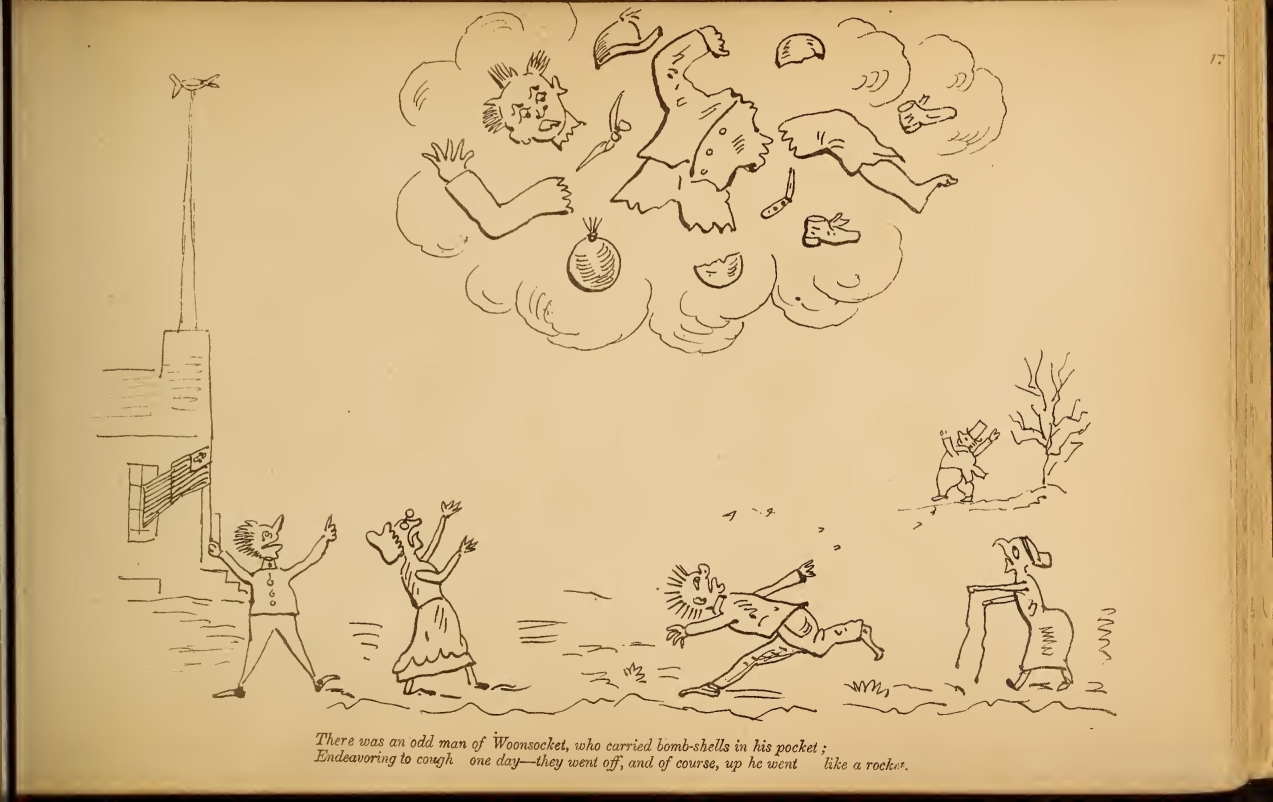 17
There was an odd man of Woonsocket, who carried bomb-shells in his pocket ;
Endeavoring to cough one day—they went off, and of course, up he went like a rocket.